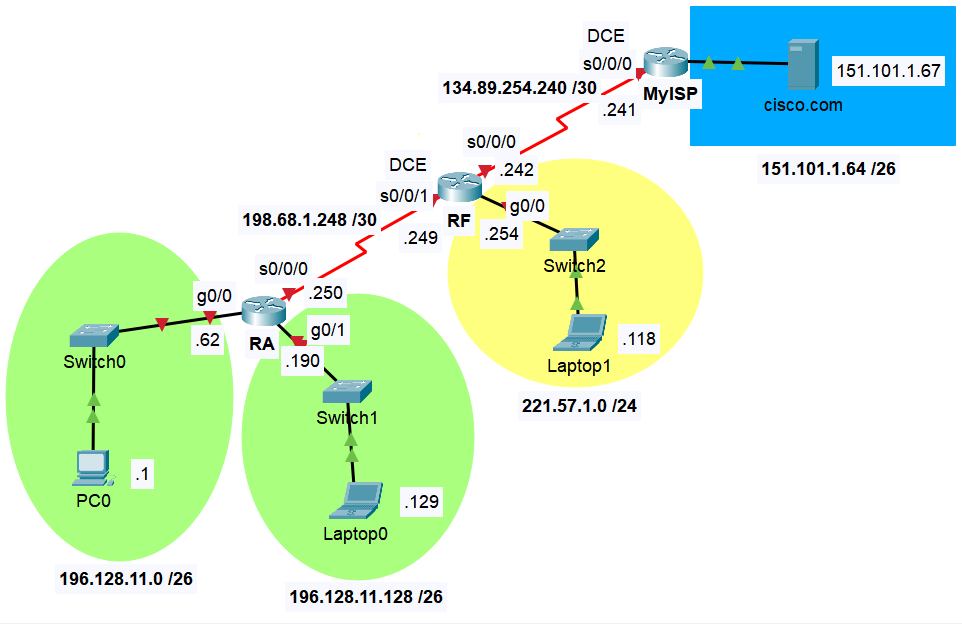 DCE
s0/0/0
134.89.254.240 /30
.241
MyISP
151.101.1.67
cisco.com
151.101.1.64 /26
s0/0/0
.242
DCE
s0/0/1
RF
g0/0
.254
198.68.1.248 /30
.249
Switch2
.118
Laptop1
221.57.1.0 /24
s0/0/0
.250
g0/0
.62
RA
g0/1
.190
Switch0
Switch1
.1
PC0
.129
Laptop0
196.128.11.0 /26
196.128.11.128 /26